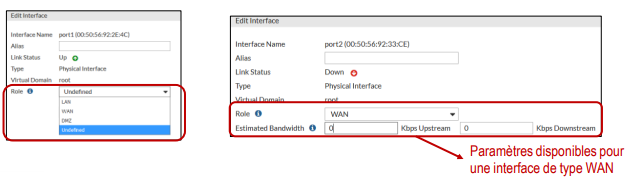 Edit Interface
Interface Name port1 (00:50:56:92:2E:4C)
Alias
Link Status Up
Type Physical Interface
Virtual Domain root
Role Undefined
LAN
WAN
DMZ
Undefined
Edit Interface
Interface Name port2 (00:50:56:92:33:CE)
Alias
Link Status Down
Type Physical Interface
Virtual Domain root
Role WAN
Estimated Bandwidth 0 Kbps Upstream 0 Kbps Downstream
Paramètres disponibles pour
une interface de type WAN